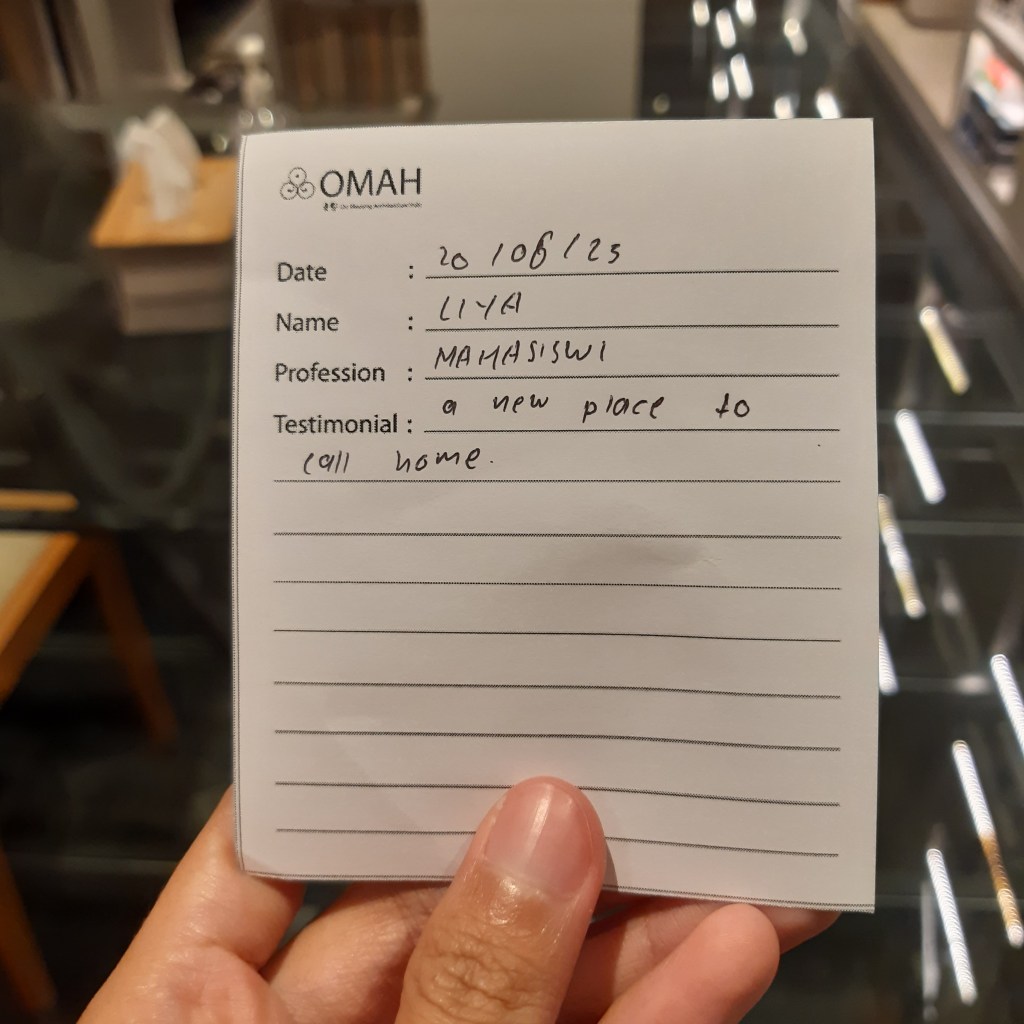 OMAH
Date : 20/06/23
Name : LIYA
Profession : MAHASISWI
Testimonial : a new place to
call home.